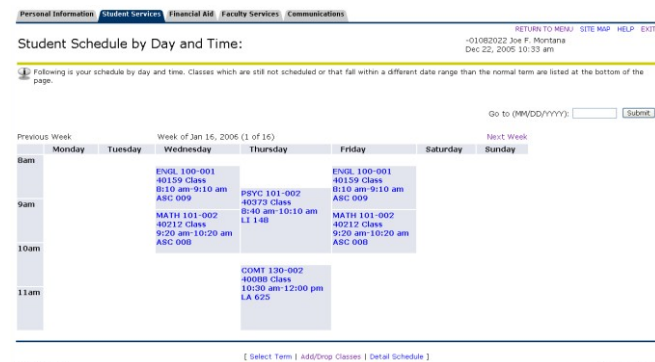 Personal Information Student Services Financial Aid Faculty Services Communications
RETURN TO MENU SITE MAP HELP EXIT
Student Schedule by Day and Time:
-01082022 Joe F. Montana
Dec 22, 2005 10:33 am
Following is your schedule by day and time. Classes which are still not scheduled or that fall within a different date range than the normal term are listed at the bottom of the
page.
Go to (MM/DD/YYYY): Submit
Previous Week Week of Jan 16, 2006 (1 of 16) Next Week
Monday Tuesday Wednesday Thursday Friday Saturday Sunday
8am
ENGL 100-001
40159 Class
8:10 am-9:10 am
ASC 009
MATH 101-002
40212 Class
9:20 am-10:20 am
ASC 008
PSYC 101-002
40373 Class
8:40 am-10:10 am
LI 148
COMT 130-002
40088 Class
10:30 am-12:00 pm
LA 625
ENGL 100-001
40159 Class
8:10 am-9:10 am
ASC 009
MATH 101-002
40212 Class
9:20 am-10:20 am
ASC 008
9am
10am
11am
[ Select Term | Add/Drop Classes | Detail Schedule ]